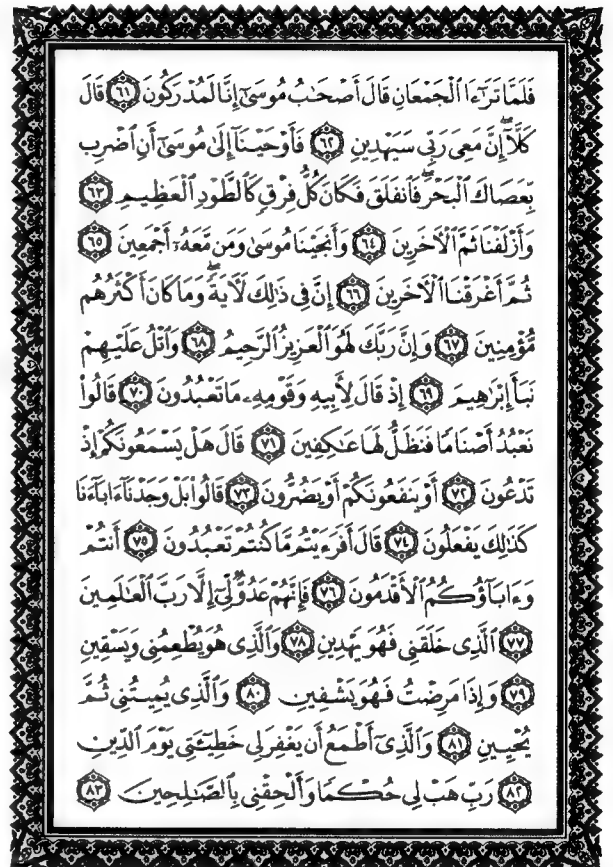 فَلَمَّا تَرَٰٓءَا ٱلْجَمْعَانِ قَالَ أَصْحَٰبُ مُوسَىٰٓ إِنَّا لَمُدْرَكُونَ ﴿٦١﴾ قَالَ
كَلَّآ ۖ إِنَّ مَعِىَ رَبِّى سَيَهْدِينِ ﴿٦٢﴾ فَأَوْحَيْنَآ إِلَىٰ مُوسَىٰٓ أَنِ ٱضْرِب
بِّعَصَاكَ ٱلْبَحْرَ ۖ فَٱنفَلَقَ فَكَانَ كُلُّ فِرْقٍ كَٱلطَّوْدِ ٱلْعَظِيمِ ﴿٦٣﴾
وَأَزْلَفْنَا ثَمَّ ٱلْأَخَرِينَ ﴿٦٤﴾ وَأَنجَيْنَا مُوسَىٰ وَمَن مَّعَهُۥٓ أَجْمَعِينَ ﴿٦٥﴾
ثُمَّ أَغْرَقْنَا ٱلْأَخَرِينَ ﴿٦٦﴾ إِنَّ فِى ذَٰلِكَ لَأَيَةً ۖ وَمَا كَانَ أَكْثَرُهُم
مُّؤْمِنِينَ ﴿٦٧﴾ وَإِنَّ رَبَّكَ لَهُوَ ٱلْعَزِيزُ ٱلرَّحِيمُ ﴿٦٨﴾ وَٱتْلُ عَلَيْهِمْ
نَبَأَ إِبْرَٰهِيمَ ﴿٦٩﴾ إِذْ قَالَ لِأَبِيهِ وَقَوْمِهِۦ مَا تَعْبُدُونَ ﴿٧٠﴾ قَالُوا۟
نَعْبُدُ أَصْنَامًا فَنَظَلُّ لَهَا عَٰكِفِينَ ﴿٧١﴾ قَالَ هَلْ يَسْمَعُونَكُمْ إِذْ
تَدْعُونَ ﴿٧٢﴾ أَوْ يَنفَعُونَكُمْ أَوْ يَضُرُّونَ ﴿٧٣﴾ قَالُوا۟ بَلْ وَجَدْنَآ ءَابَآءَنَا
كَذَٰلِكَ يَفْعَلُونَ ﴿٧٤﴾ قَالَ أَفَرَءَيْتُم مَّا كُنتُمْ تَعْبُدُونَ ﴿٧٥﴾ أَنتُمْ
وَءَابَآؤُكُمُ ٱلْأَقْدَمُونَ ﴿٧٦﴾ فَإِنَّهُمْ عَدُوٌّ لِّىٓ إِلَّا رَبَّ ٱلْعَٰلَمِينَ
﴿٧٧﴾ ٱلَّذِى خَلَقَنِى فَهُوَ يَهْدِينِ ﴿٧٨﴾ وَٱلَّذِى هُوَ يُطْعِمُنِى وَيَسْقِينِ
﴿٧٩﴾ وَإِذَا مَرِضْتُ فَهُوَ يَشْفِينِ ﴿٨٠﴾ وَٱلَّذِى يُمِيتُنِى ثُمَّ
يُحْيِينِ ﴿٨١﴾ وَٱلَّذِىٓ أَطْمَعُ أَن يَغْفِرَ لِى خَطِيٓـَٔتِى يَوْمَ ٱلدِّينِ
﴿٨٢﴾ رَبِّ هَبْ لِى حُكْمًا وَأَلْحِقْنِى بِٱلصَّٰلِحِينَ ﴿٨٣﴾